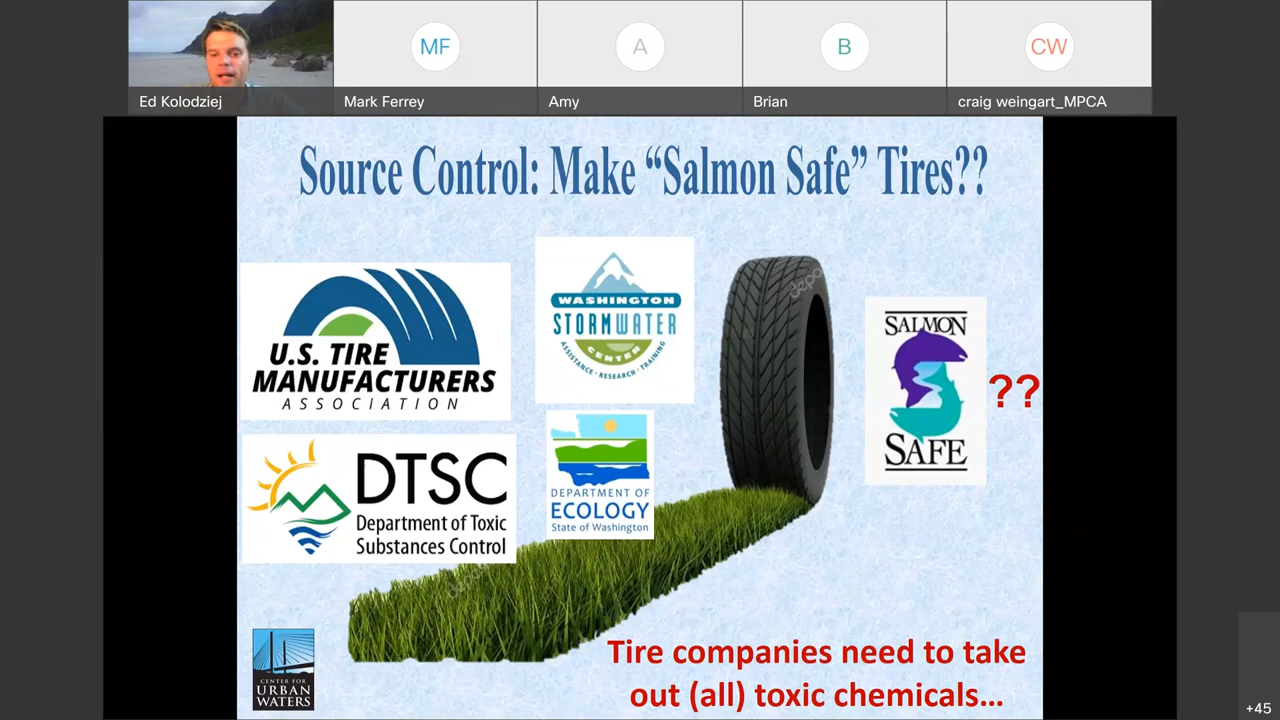 MF
A
B
CW
Ed Kolodziej
Mark Ferrey
Amy
Brian
craig weingart_MPCA
Source Control: Make “Salmon Safe” Tires??
U.S. TIRE
MANUFACTURERS
ASSOCIATION
WASHINGTON
STORMWATER
CENTER
ASSISTANCE • RESEARCH • TRAINING
depo
SALMON
SAFE
??
DTSC
Department of Toxic
Substances Control
DEPARTMENT OF
ECOLOGY
State of Washington
CENTER FOR
URBAN
WATERS
Tire companies need to take
out (all) toxic chemicals...
+45